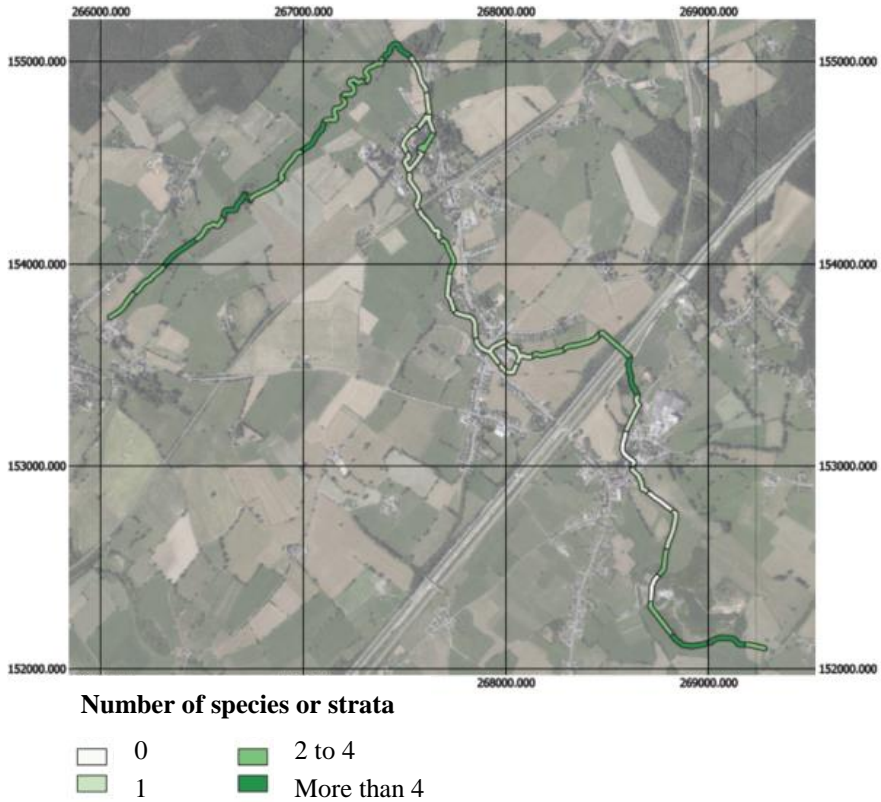 266000.000 267000.000 268000.000 269000.000
155000.000 155000.000
154000.000 154000.000
153000.000 153000.000
152000.000 152000.000
268000.000 269000.000
Number of species or strata
0 2 to 4
1 More than 4